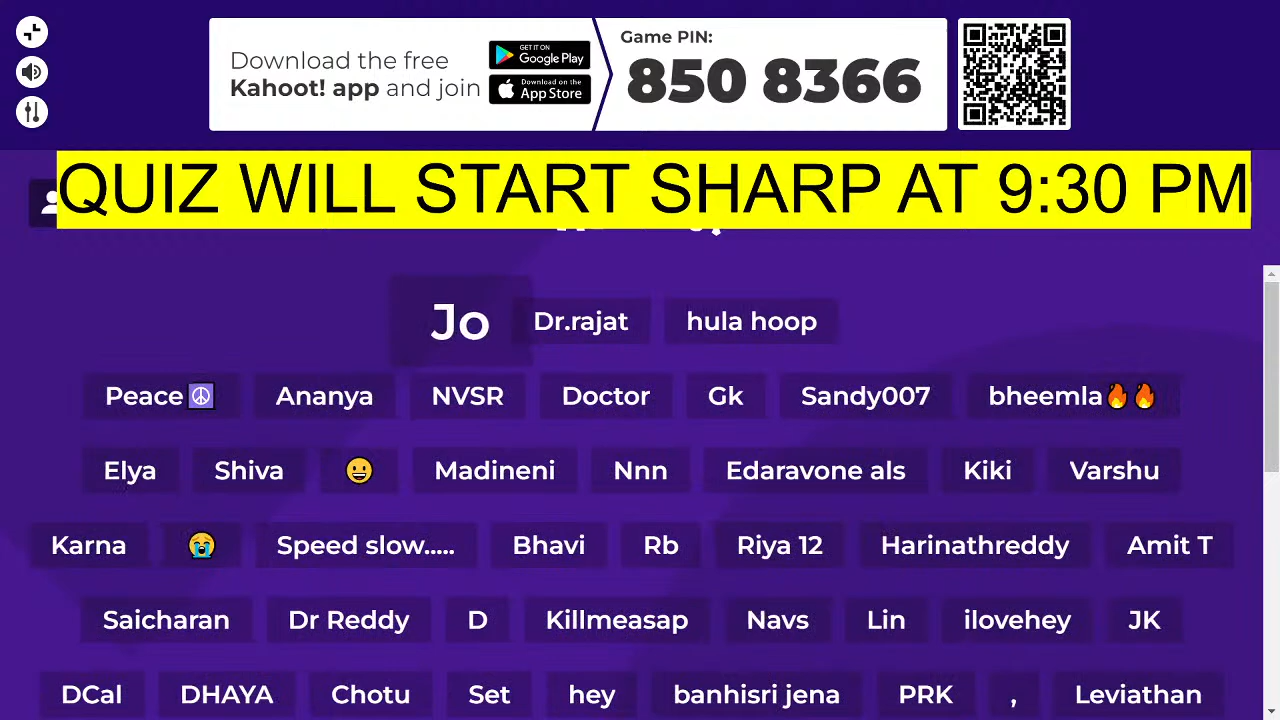 Download the free
Kahoot! app and join
GET IT ON
Google Play
Download on the
App Store
Game PIN:
850 8366
QUIZ WILL START SHARP AT 9:30 PM
Jo Dr.rajat hula hoop
Peace☮️ Ananya NVSR Doctor Gk Sandy007 bheemla🔥🔥
Elya Shiva 😀 Madineni Nnn Edaravone als Kiki Varshu
Karna 😭 Speed slow..... Bhavi Rb Riya 12 Harinathreddy Amit T
Saicharan Dr Reddy D Killmeasap Navs Lin ilovehey JK
DCal DHAYA Chotu Set hey banhisri jena PRK , Leviathan